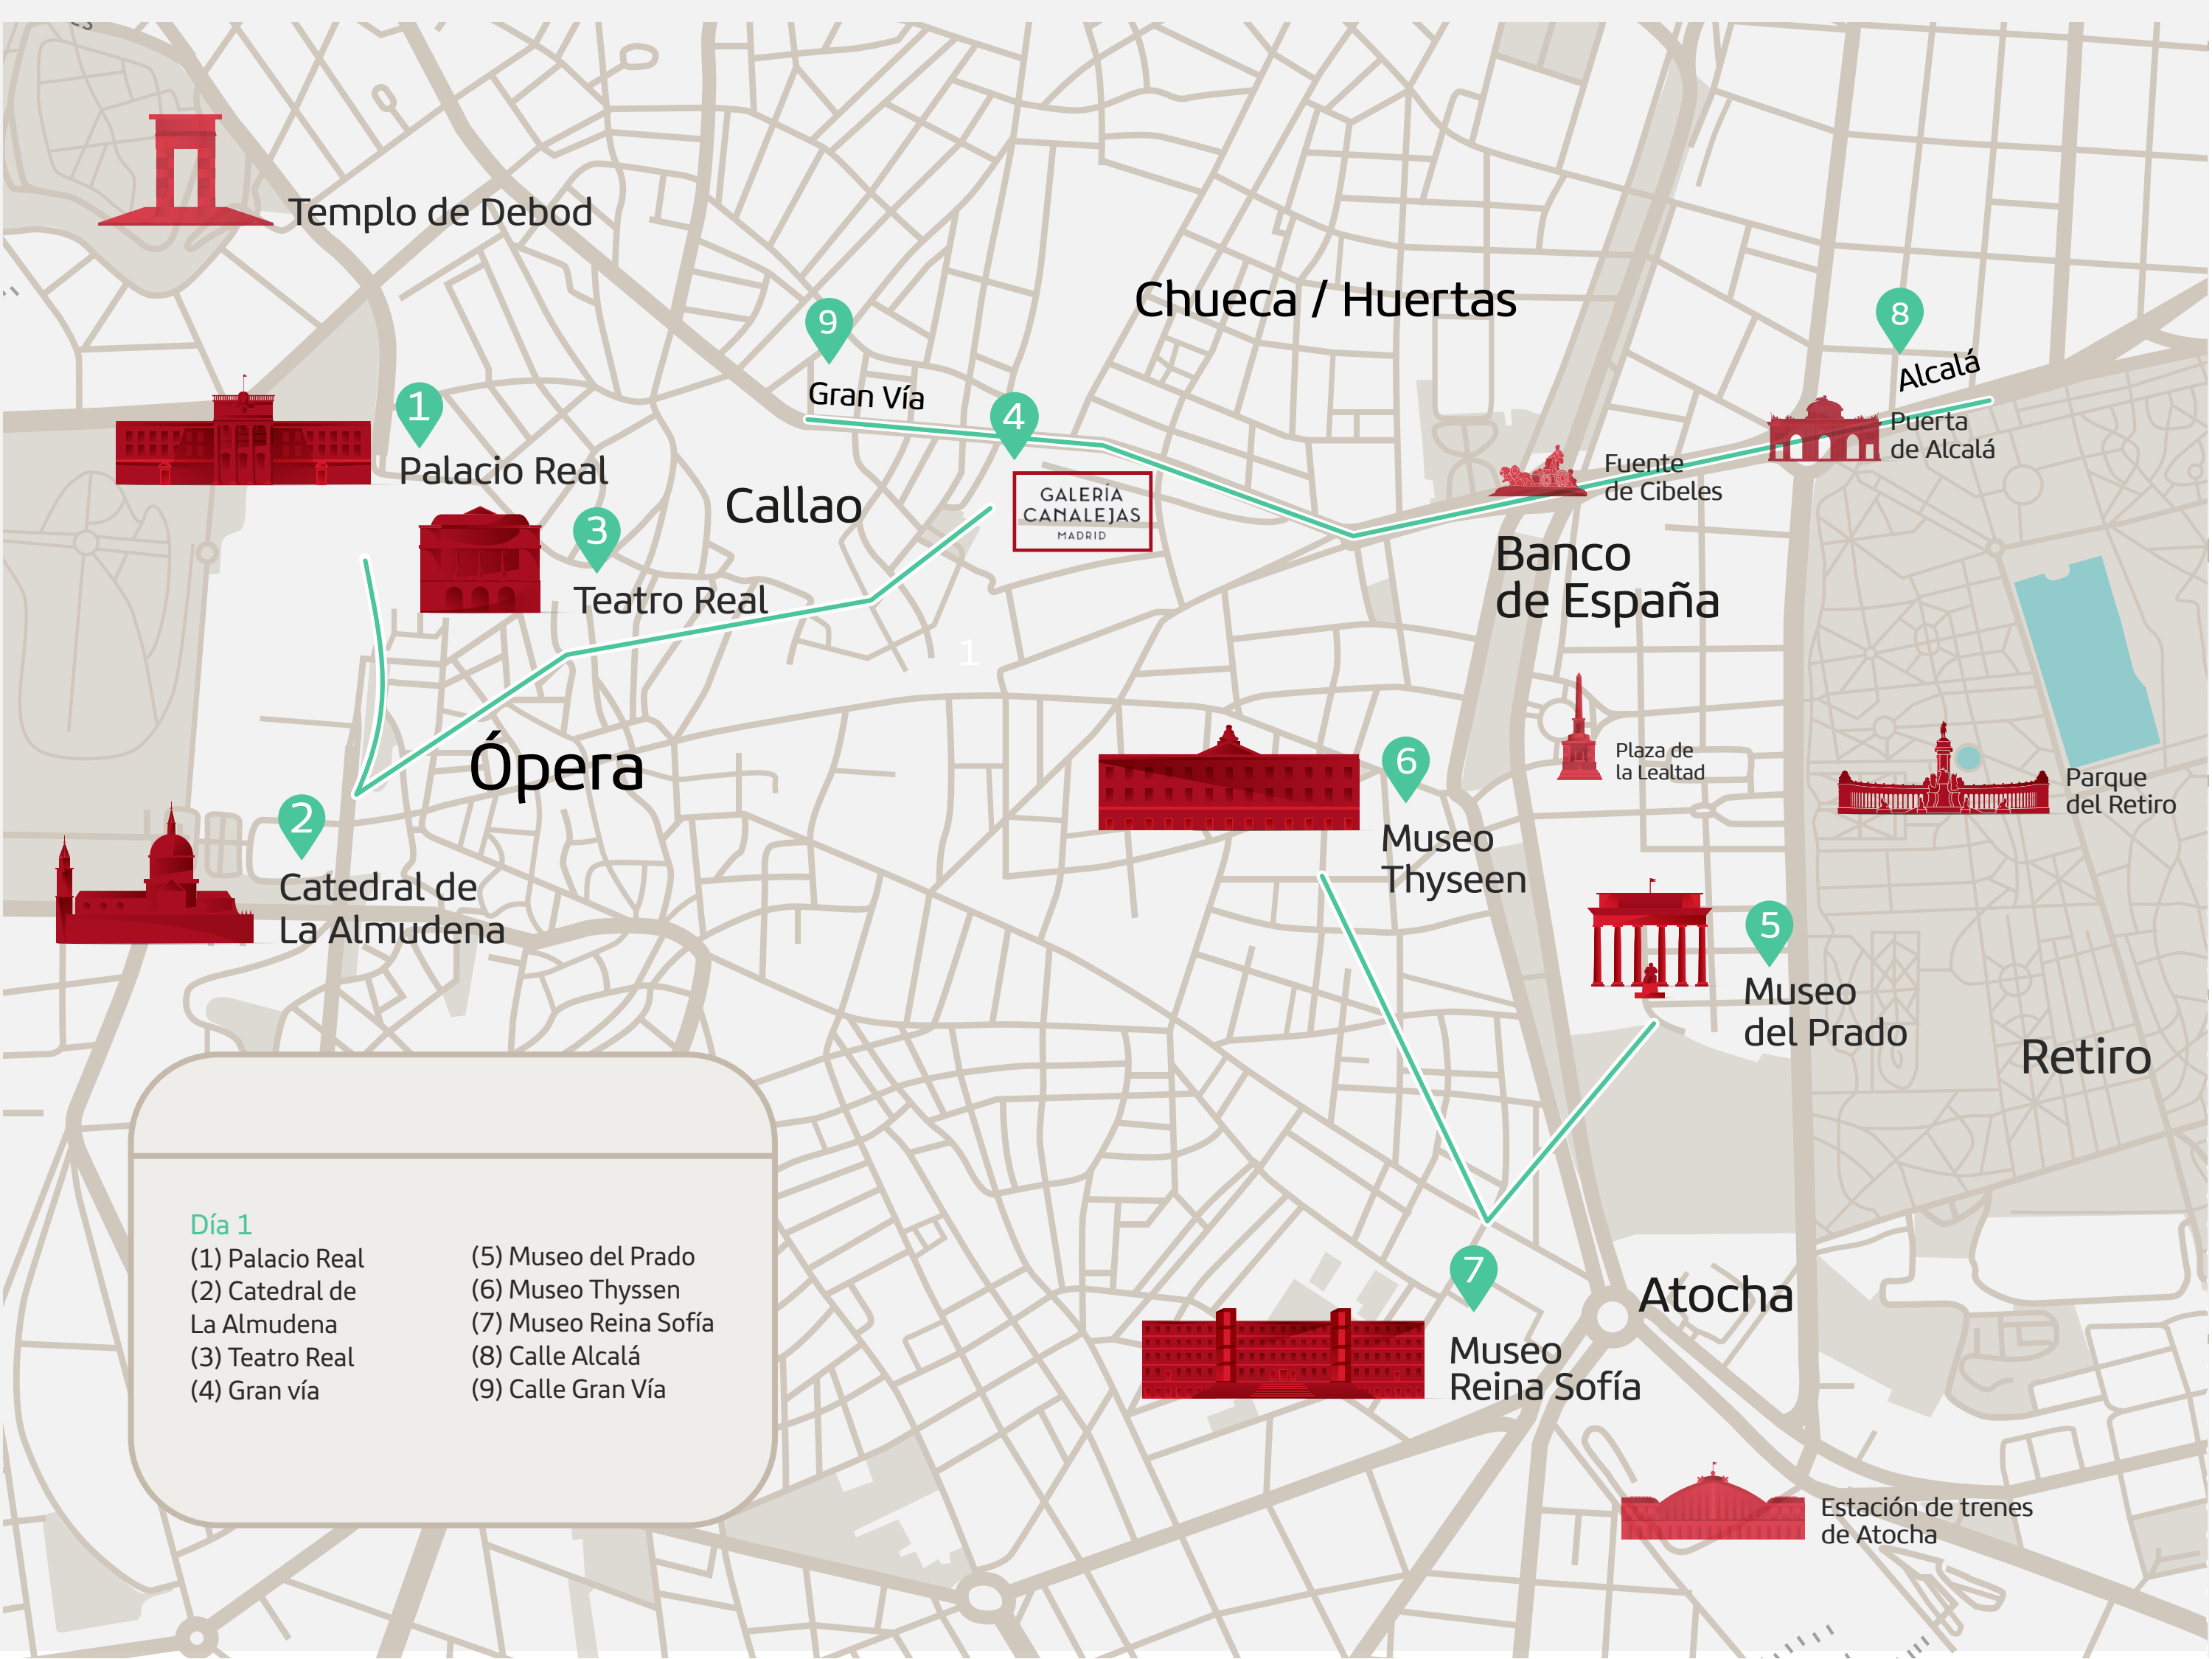 Templo de Debod
Chueca / Huertas
9
8
Gran Vía
Alcalá
1
4
Palacio Real
Puerta
de Alcalá
Fuente
de Cibeles
Callao
GALERÍA
CANALEJAS
MADRID
3
Teatro Real
Banco
de España
1
Ópera
6
Plaza de
la Lealtad
Parque
del Retiro
2
Museo
Thyseen
Catedral de
La Almudena
5
Museo
del Prado
Retiro
Día 1
(1) Palacio Real
(2) Catedral de
La Almudena
(3) Teatro Real
(4) Gran vía
(5) Museo del Prado
(6) Museo Thyssen
(7) Museo Reina Sofía
(8) Calle Alcalá
(9) Calle Gran Vía
7
Atocha
Museo
Reina Sofía
Estación de trenes
de Atocha